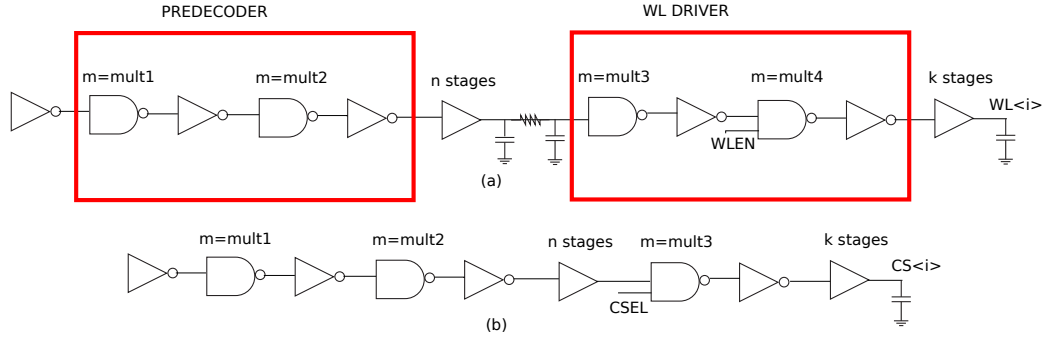 PREDECODER
WL DRIVER
m=mult1
m=mult2
n stages
m=mult3
m=mult4
k stages
WL<i>
WLEN
(a)
m=mult1
m=mult2
n stages
m=mult3
k stages
CS<i>
CSEL
(b)